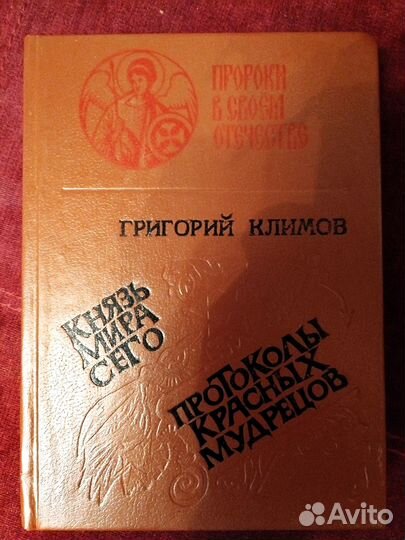 ПРОРОКИ
В СВОЕМ
ОТЕЧЕСТВЕ
ГРИГОРИЙ КЛИМОВ
КНЯЗЬ
МИРА
СЕГО
ПРОТОКОЛЫ
КРАСНЫХ
МУДРЕЦОВ
Avito